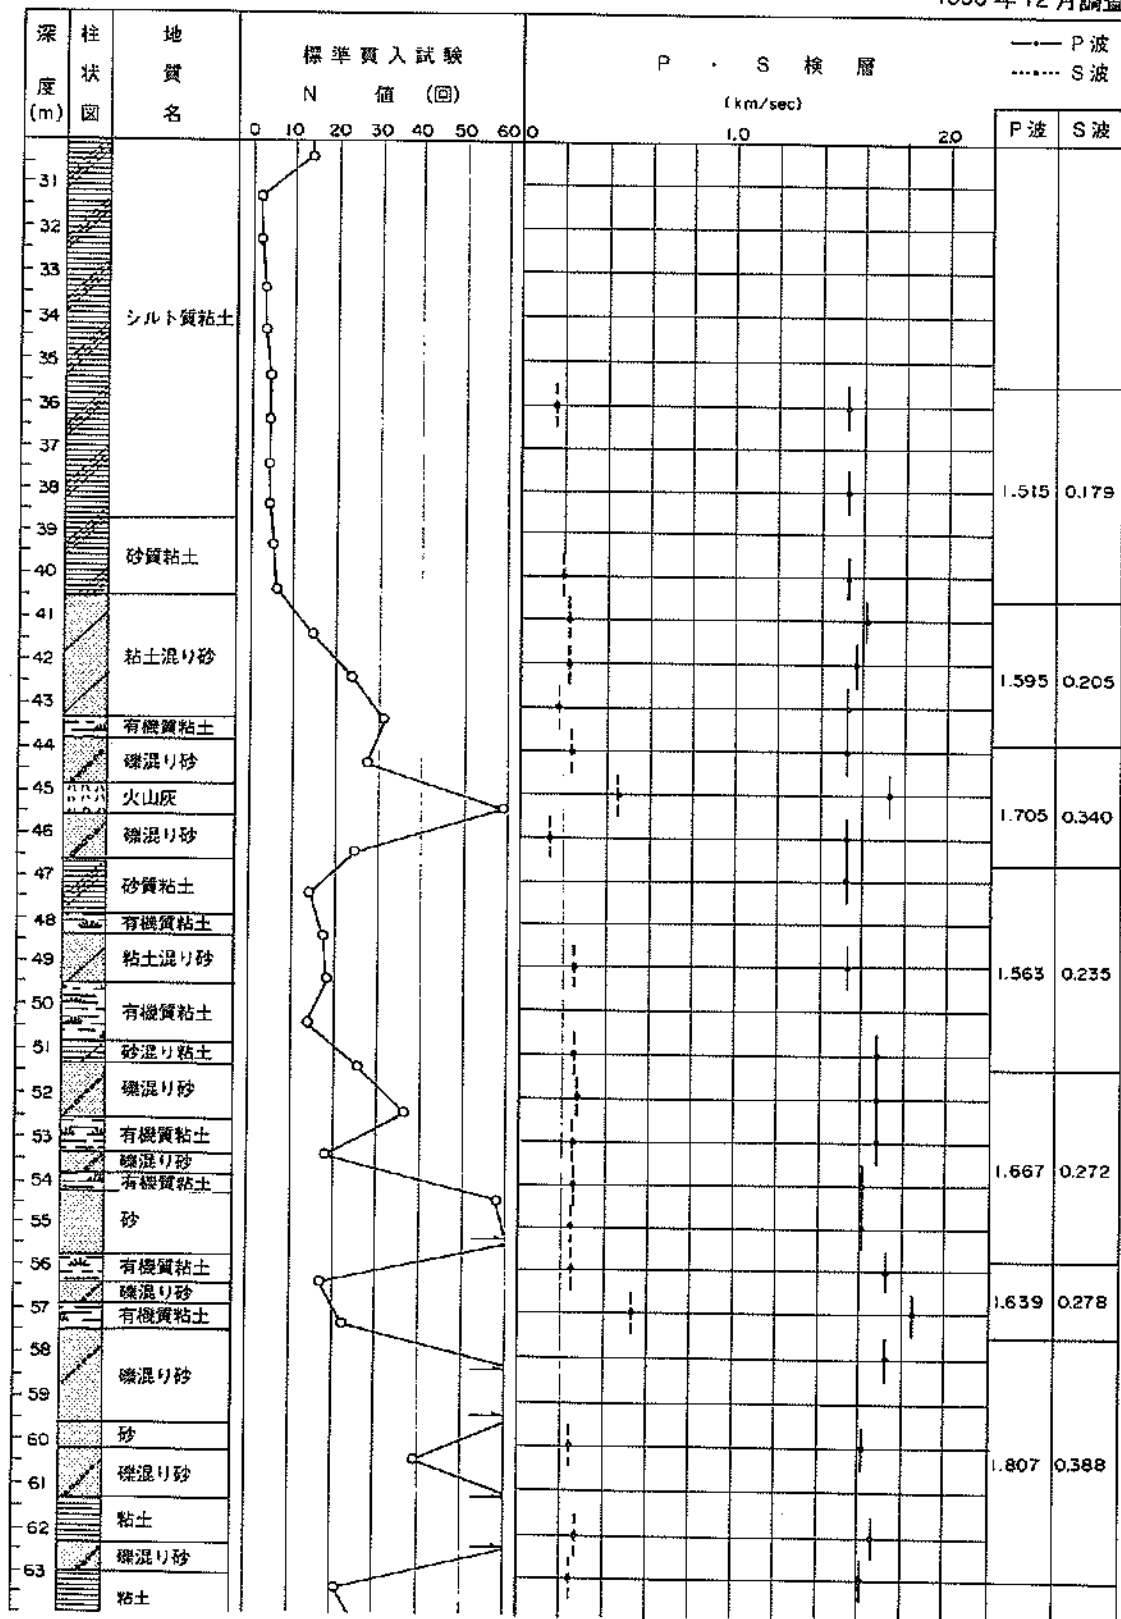 年12月調査
深度(m)
柱状図
地質名
標準貫入試験
N 値 (回)
0 10 20 30 40 50 60
P・S検層
(km/sec)
0 1.0 2.0
P波
S波
P波 S波
31
32
33
34
シルト質粘土
35
36
37
38
1.515 0.179
39
砂質粘土
40
41
42
粘土混り砂
1.595 0.205
43
有機質粘土
44
礫混り砂
45
火山灰
1.705 0.340
46
礫混り砂
47
砂質粘土
48
有機質粘土
49
粘土混り砂
1.563 0.235
50
有機質粘土
51
砂混り粘土
52
礫混り砂
53
有機質粘土
礫混り砂
54
有機質粘土
1.667 0.272
55
砂
56
有機質粘土
礫混り砂
57
有機質粘土
1.639 0.278
58
礫混り砂
59
60
砂
1.807 0.388
61
礫混り砂
62
粘土
礫混り砂
63
粘土